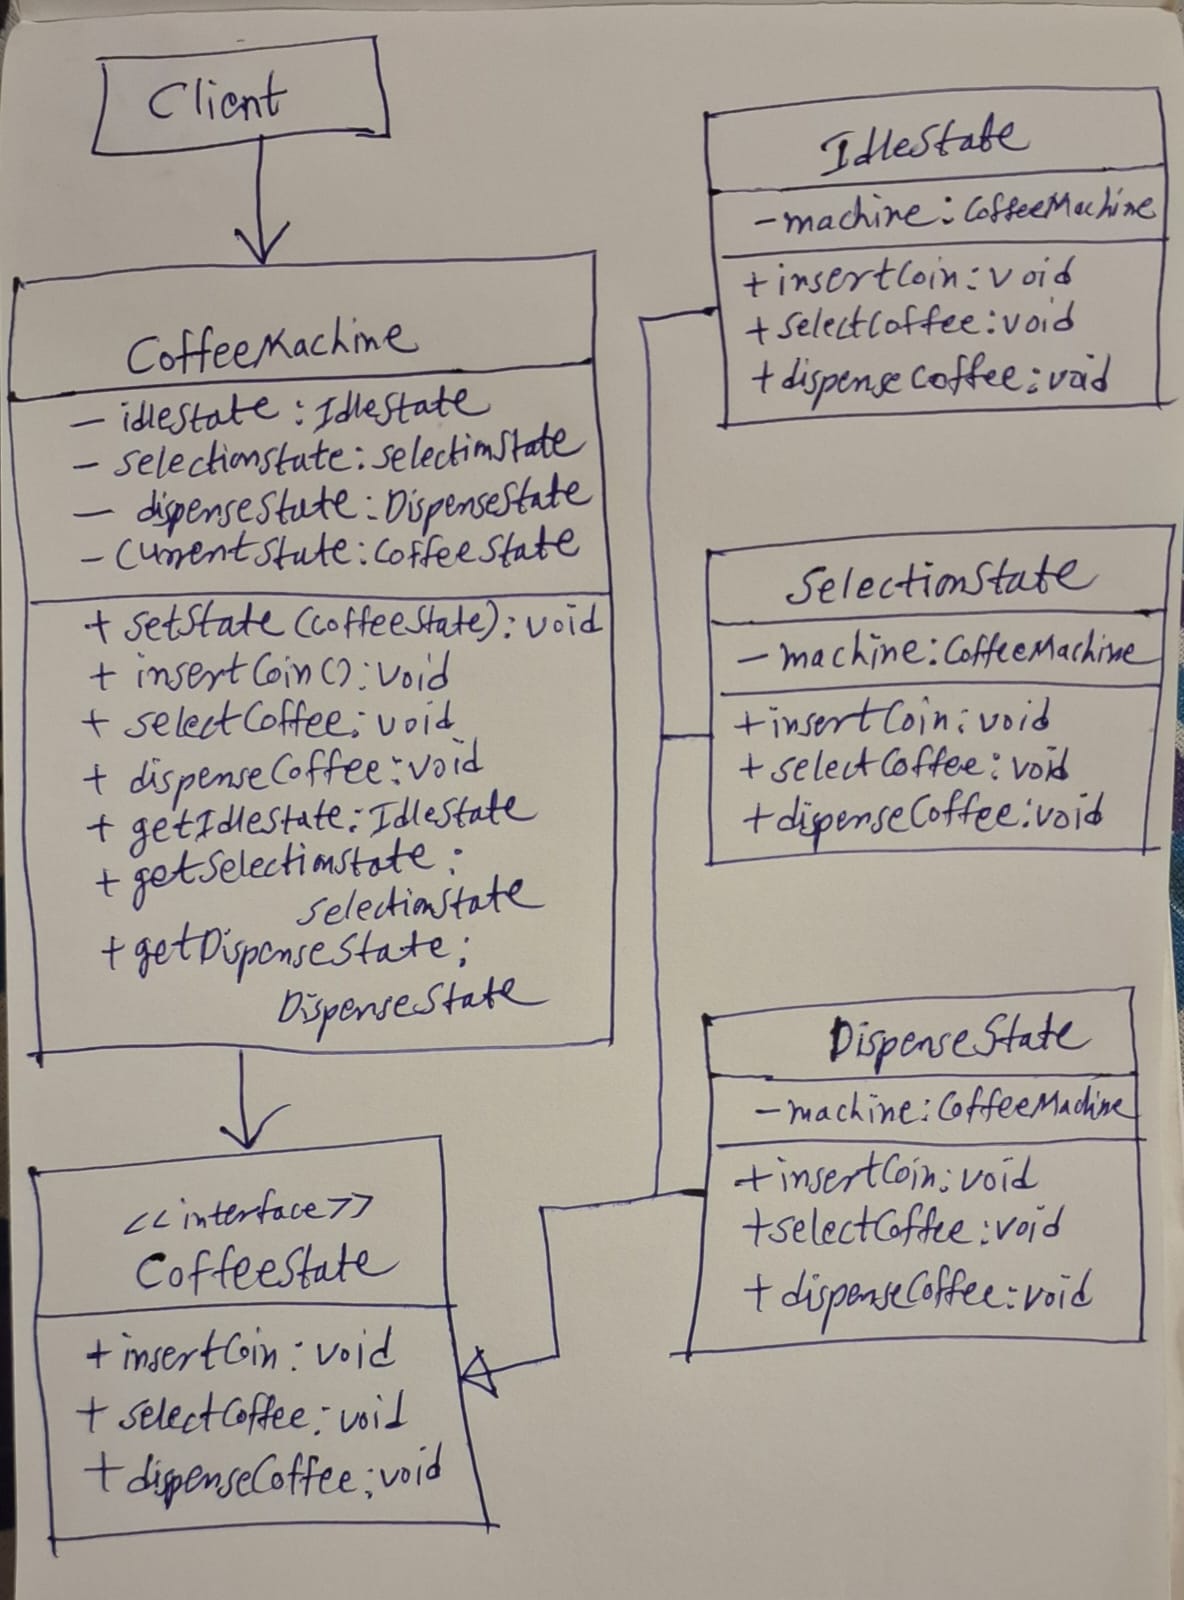 Client
CoffeeMachine
- idleState : IdleState
- selectionState : selectionState
- dispenseState : DispenseState
- CurrentState : CoffeeState
+ setState (coffeeState) : void
+ insertCoin() : void
+ selectCoffee : void
+ dispenseCoffee : void
+ getIdleState : IdleState
+ getSelectionState :
selectionState
+ getDispenseState :
DispenseState
<<interface>>
CoffeeState
+ insertCoin : void
+ selectCoffee : void
+ dispenseCoffee : void
IdleState
- machine : CoffeeMachine
+ insertCoin : void
+ selectCoffee : void
+ dispense Coffee : void
SelectionState
- machine : CoffeeMachine
+ insertCoin : void
+ selectCoffee : void
+ dispenseCoffee : void
DispenseState
- machine : CoffeeMachine
+ insertCoin : void
+ selectCoffee : void
+ dispenseCoffee : void